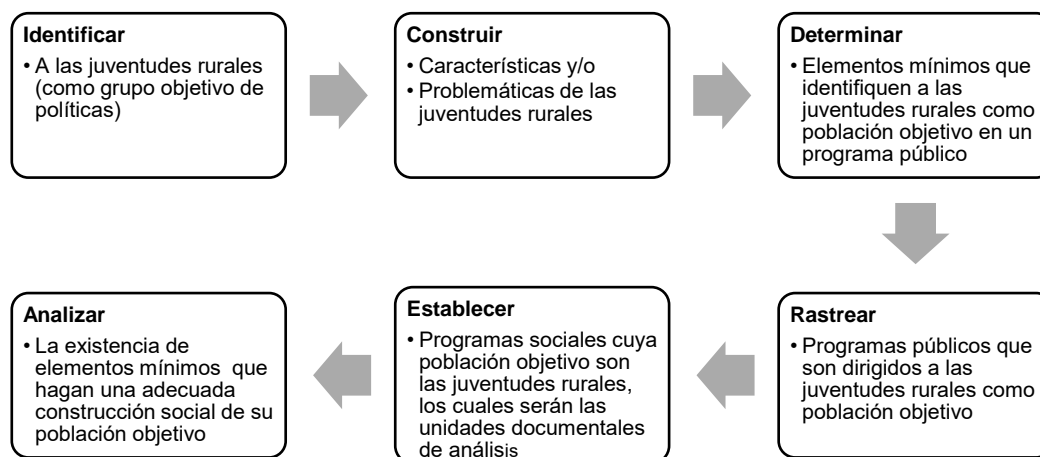 Identificar
• A las juventudes rurales
(como grupo objetivo de
políticas)
Construir
• Características y/o
• Problemáticas de las
juventudes rurales
Determinar
• Elementos mínimos que
identifiquen a las
juventudes rurales como
población objetivo en un
programa público
Rastrear
• Programas públicos que
son dirigidos a las
juventudes rurales como
población objetivo
Establecer
• Programas sociales cuya
población objetivo son
las juventudes rurales,
los cuales serán las
unidades documentales
de análisis
Analizar
• La existencia de
elementos mínimos que
hagan una adecuada
construcción social de su
población objetivo